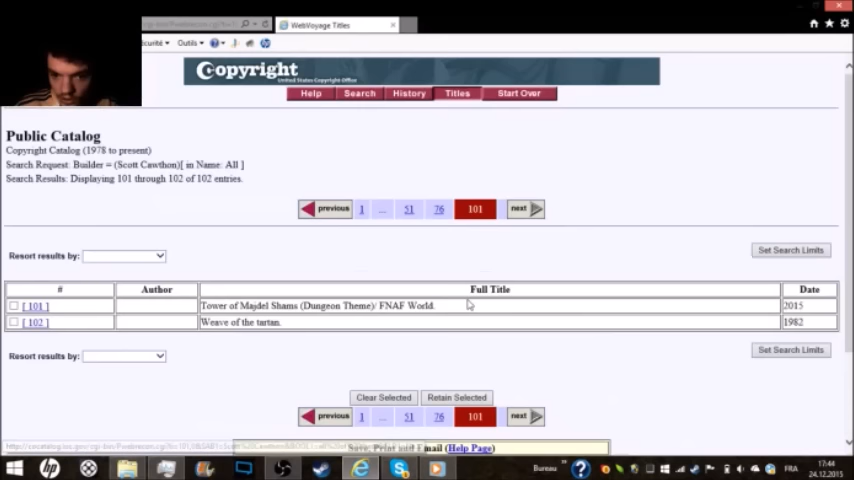 écurité Outils
WebVoyage Titles
Copyright
United States Copyright Office
Help Search History Titles Start Over
Public Catalog
Copyright Catalog (1978 to present)
Search Request: Builder = (Scott Cawthon)[ in Name: All ]
Search Results: Displaying 101 through 102 of 102 entries.
previous 1 ... 51 76 101 next
Resort results by: Set Search Limits
# Author Full Title Date
[ 101 ] Tower of Majdel Shams (Dungeon Theme)/ FNAF World. 2015
[ 102 ] Weave of the tartan. 1982
Resort results by: Set Search Limits
Clear Selected Retain Selected
previous 1 ... 51 76 101 next
Save, Print and Email (Help Page)
Bureau FRA 17:44
24.12.2015